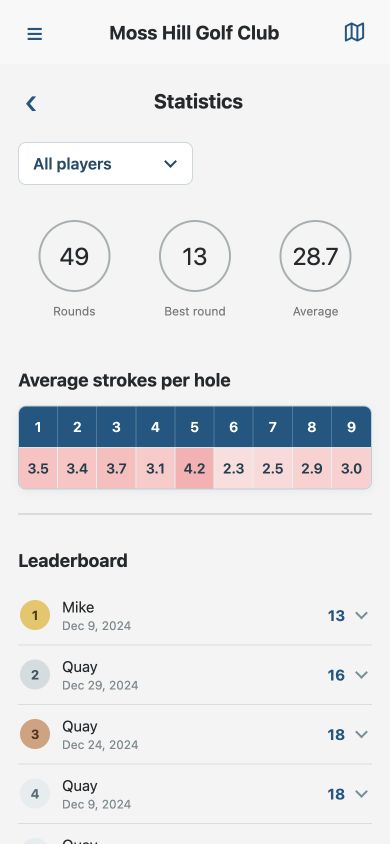 Moss Hill Golf Club
Statistics
All players
49 13 28.7
Rounds Best round Average
Average strokes per hole
1 2 3 4 5 6 7 8 9
3.5 3.4 3.7 3.1 4.2 2.3 2.5 2.9 3.0
Leaderboard
1 Mike 13
Dec 9, 2024
2 Quay 16
Dec 29, 2024
3 Quay 18
Dec 24, 2024
4 Quay 18
Dec 9, 2024